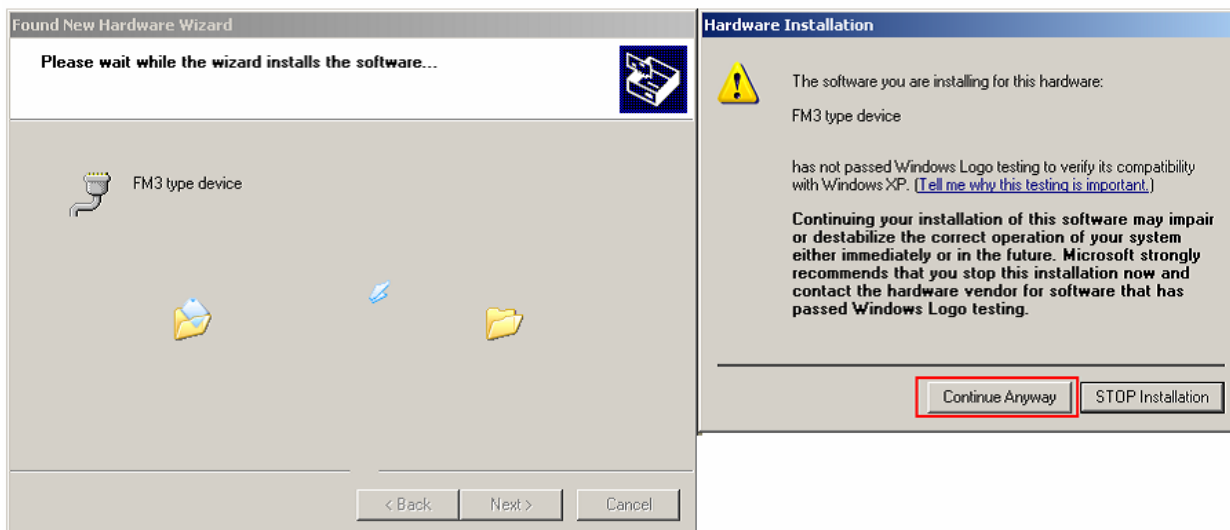 Found New Hardware Wizard
Please wait while the wizard installs the software...
FM3 type device
< Back
Next >
Cancel
Hardware Installation
The software you are installing for this hardware:
FM3 type device
has not passed Windows Logo testing to verify its compatibility
with Windows XP. (Tell me why this testing is important.)
Continuing your installation of this software may impair
or destabilize the correct operation of your system
either immediately or in the future. Microsoft strongly
recommends that you stop this installation now and
contact the hardware vendor for software that has
passed Windows Logo testing.
Continue Anyway
STOP Installation